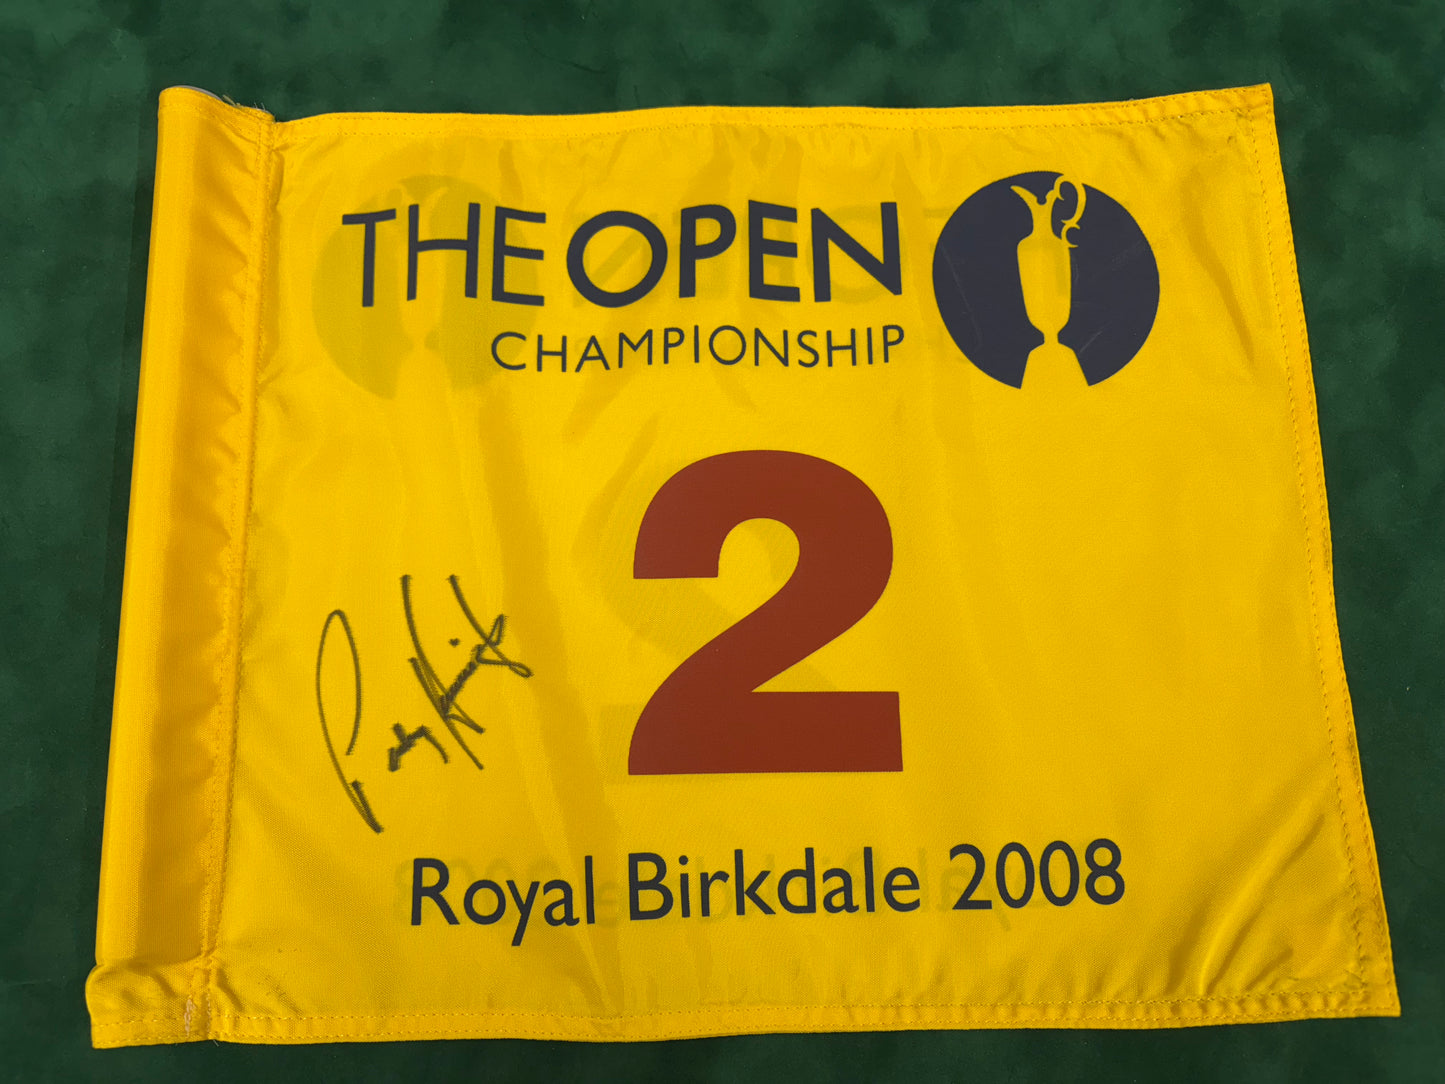 THE OPEN
CHAMPIONSHIP
2
Royal Birkdale 2008